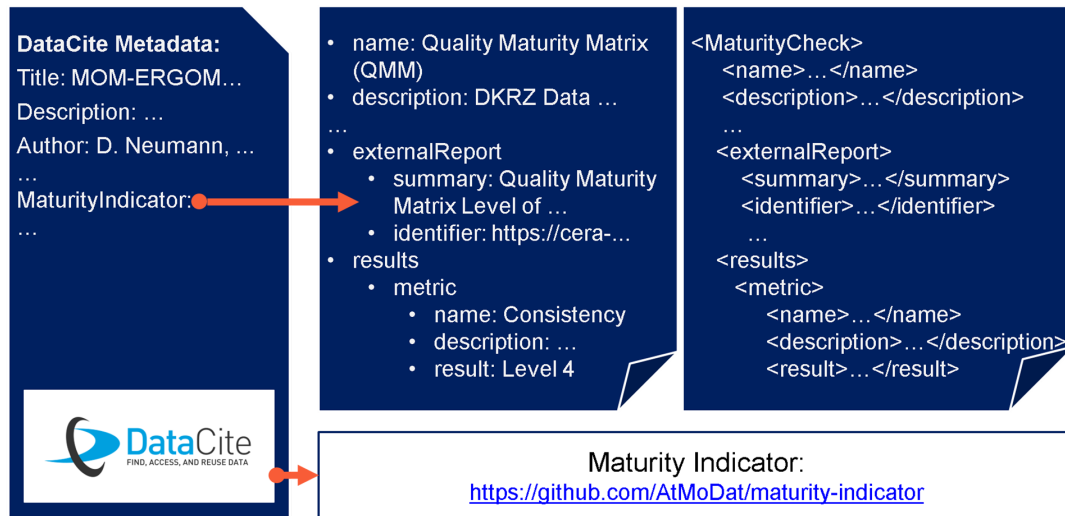 DataCite Metadata:
Title: MOM-ERGOM…
Description: …
Author: D. Neumann, ...
…
MaturityIndicator:
…
DataCite
FIND, ACCESS, AND REUSE DATA
• name: Quality Maturity Matrix
(QMM)
• description: DKRZ Data …
…
• externalReport
• summary: Quality Maturity
Matrix Level of …
• identifier: https://cera-...
• results
• metric
• name: Consistency
• description: …
• result: Level 4
<MaturityCheck>
<name>…</name>
<description>…</description>
…
<externalReport>
<summary>…</summary>
<identifier>…</identifier>
…
<results>
<metric>
<name>…</name>
<description>…</description>
<result>…</result>
Maturity Indicator:
https://github.com/AtMoDat/maturity-indicator